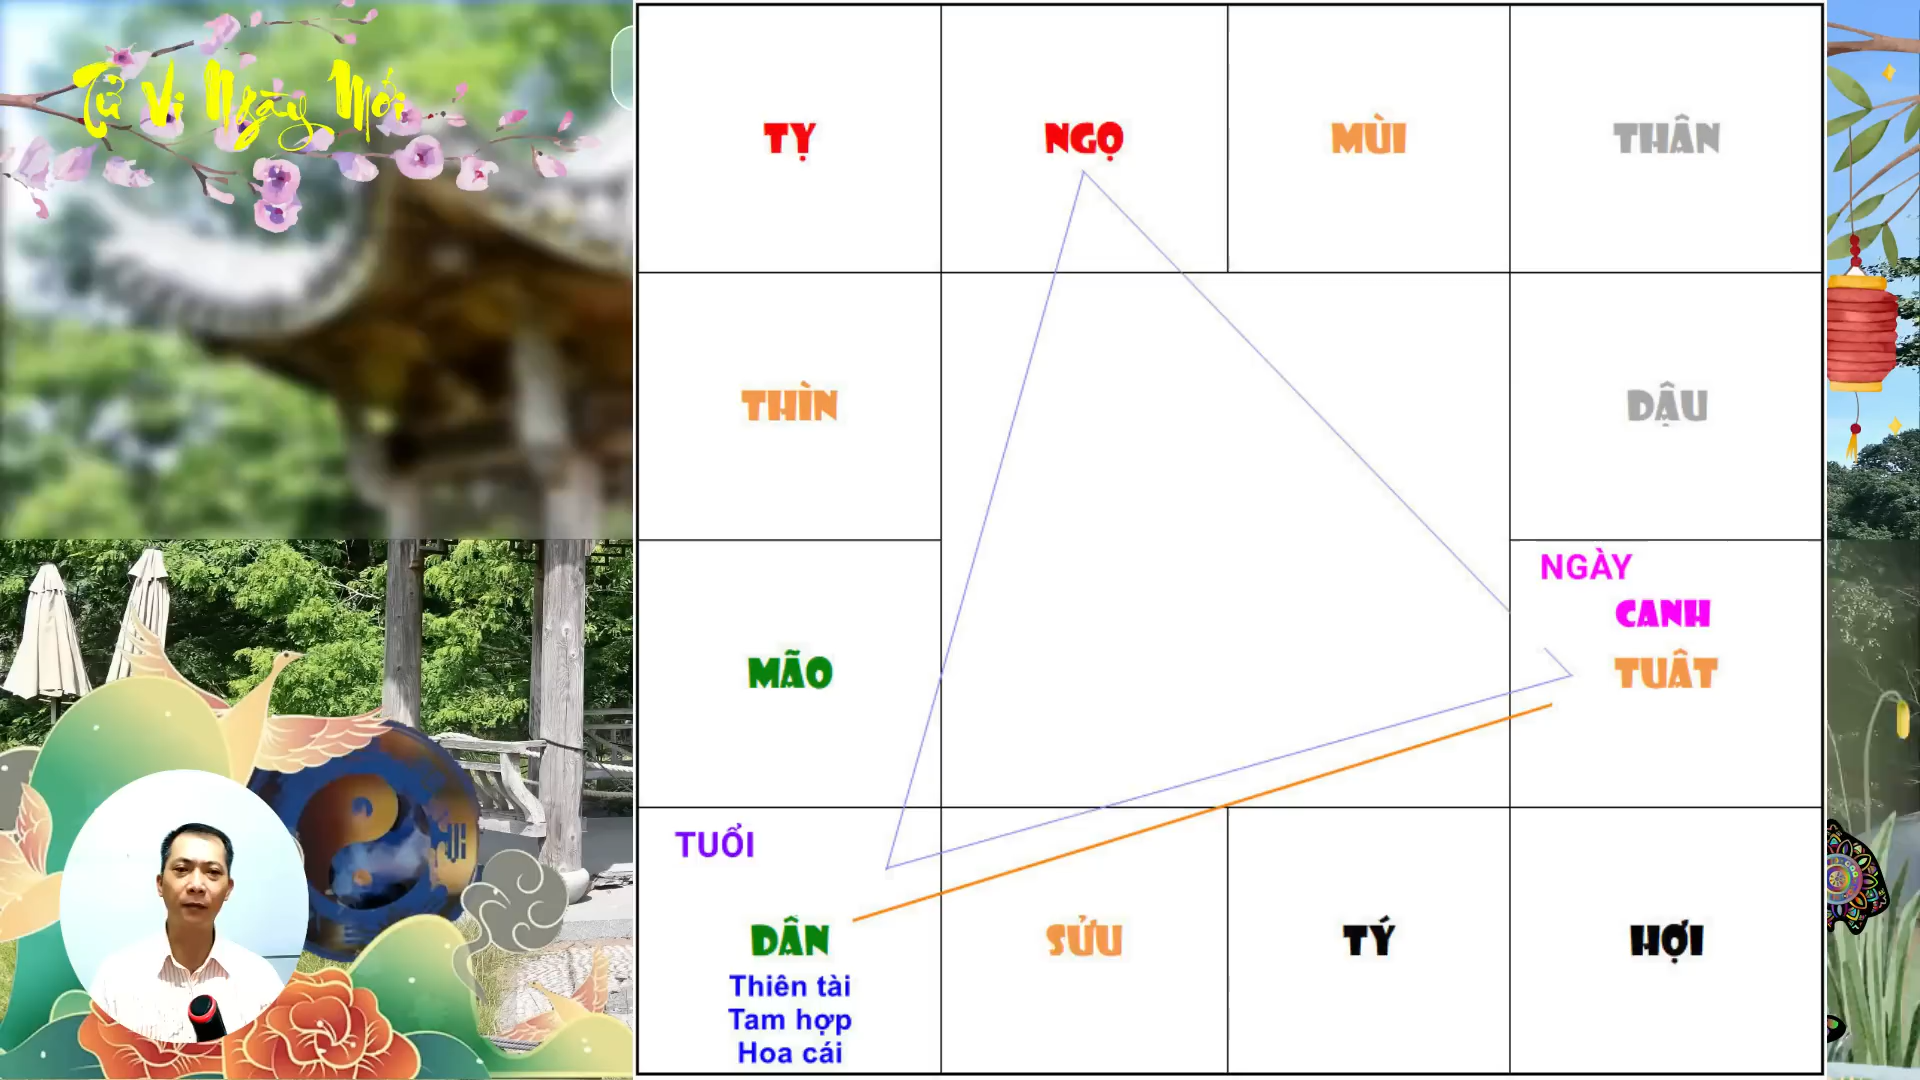 Tử Vi Ngày Mới
TỴ
NGỌ
MÙI
THÂN
THÌN
DẬU
MÃO
NGÀY
CANH
TUẤT
TUỔI
DẦN
Thiên tài
Tam hợp
Hoa cái
SỬU
TÝ
HỢI